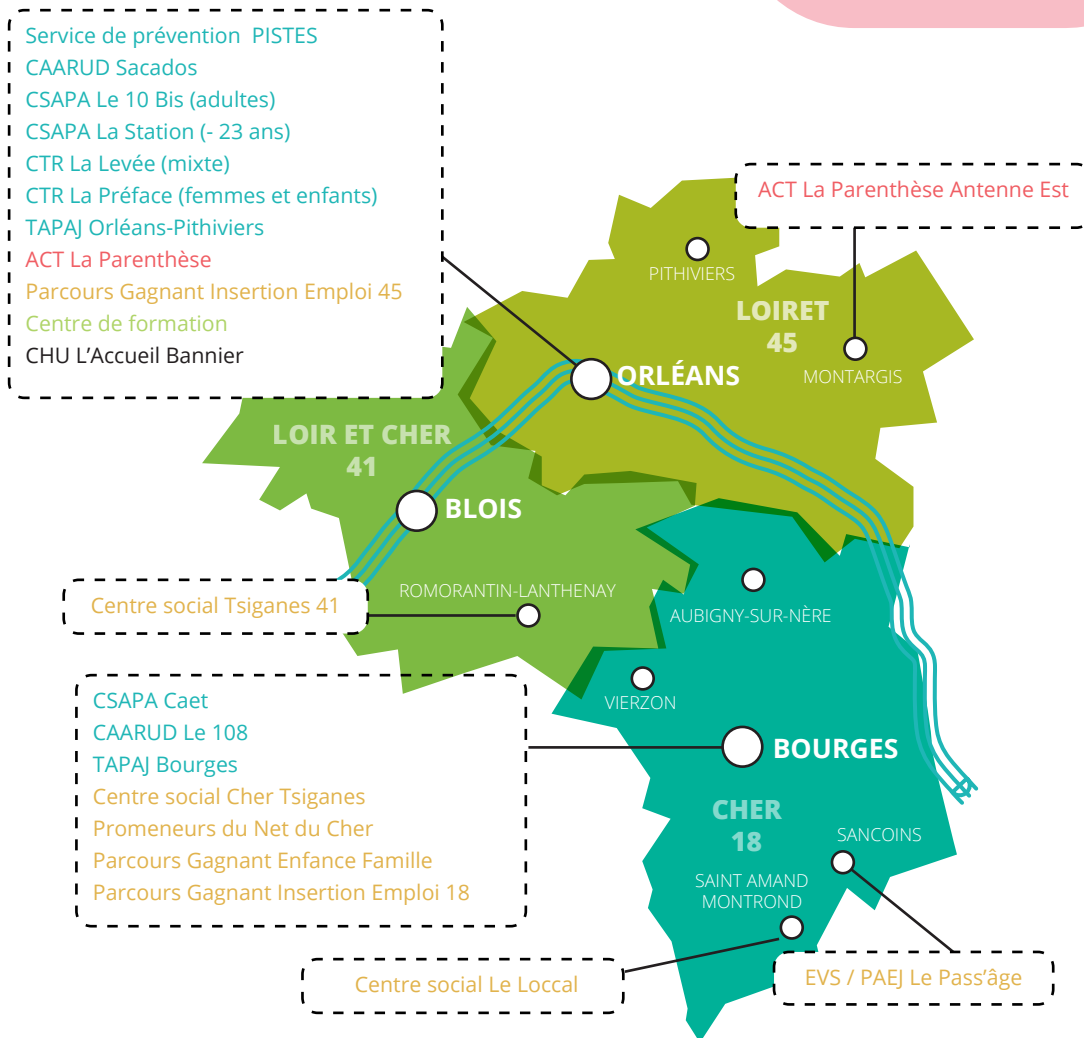 Service de prévention  PISTES
CAARUD Sacados
CSAPA Le 10 Bis (adultes)
CSAPA La Station (- 23 ans)
CTR La Levée (mixte)
CTR La Préface (femmes et enfants)
TAPAJ Orléans-Pithiviers
ACT La Parenthèse
Parcours Gagnant Insertion Emploi 45
Centre de formation
CHU L'Accueil Bannier
ACT La Parenthèse Antenne Est
PITHIVIERS
LOIRET
45
MONTARGIS
ORLÉANS
LOIR ET CHER
41
BLOIS
ROMORANTIN-LANTHENAY
Centre social Tsiganes 41
AUBIGNY-SUR-NÈRE
VIERZON
CSAPA Caet
CAARUD Le 108
TAPAJ Bourges
Centre social Cher Tsiganes
Promeneurs du Net du Cher
Parcours Gagnant Enfance Famille
Parcours Gagnant Insertion Emploi 18
BOURGES
CHER
18
SANCOINS
SAINT AMAND
MONTROND
Centre social Le Loccal
EVS / PAEJ Le Pass'âge